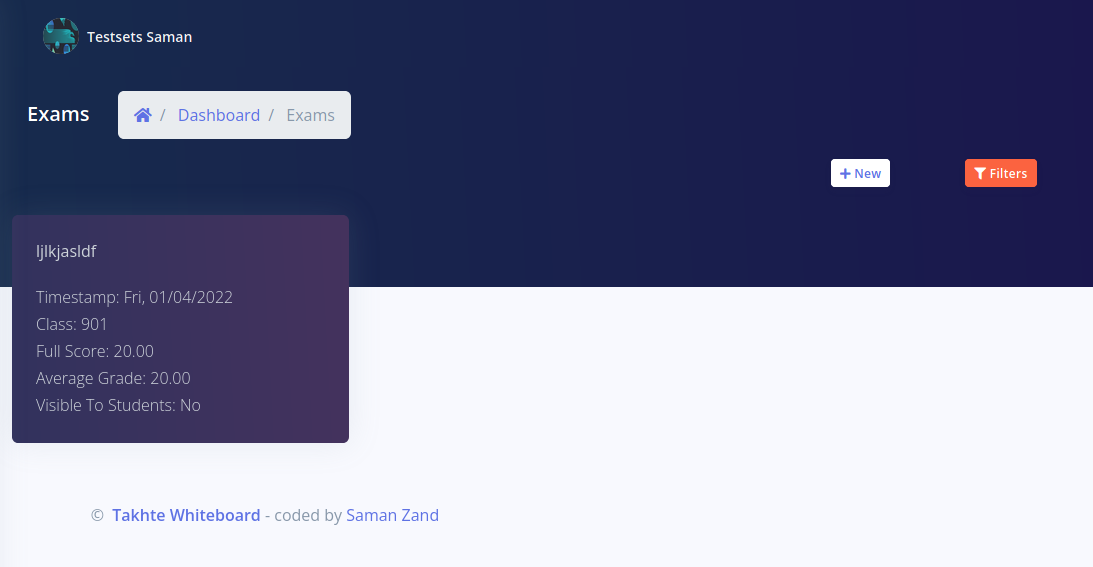 Testsets Saman
Exams
/ Dashboard / Exams
New
Filters
ljlkjasldf
Timestamp: Fri, 01/04/2022
Class: 901
Full Score: 20.00
Average Grade: 20.00
Visible To Students: No
© Takhte Whiteboard - coded by Saman Zand